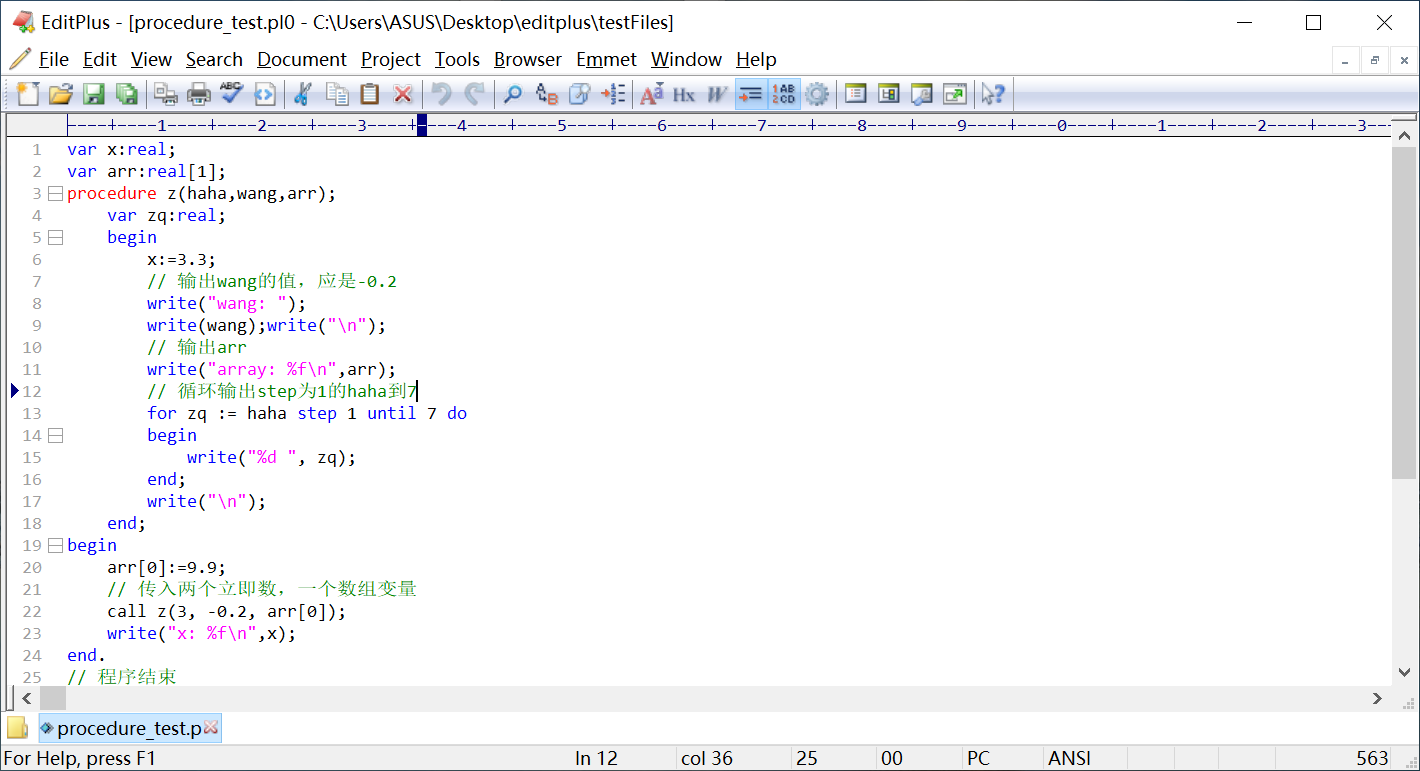 EditPlus - [procedure_test.pl0 - C:\Users\ASUS\Desktop\editplus\testFiles]
File Edit View Search Document Project Tools Browser Emmet Window Help
ABC A B A Hx W 1AB 2CD ?
----+----1----+----2----+----3----+----4----+----5----+----6----+----7----+----8----+----9----+----0----+----1----+----2----+----3--
1 var x:real;
2 var arr:real[1];
3 procedure z(haha,wang,arr);
4     var zq:real;
5     begin
6         x:=3.3;
7         // 输出wang的值，应是-0.2
8         write("wang: ");
9         write(wang);write("\n");
10         // 输出arr
11         write("array: %f\n",arr);
12         // 循环输出step为1的haha到7
13         for zq := haha step 1 until 7 do
14         begin
15             write("%d ", zq);
16         end;
17         write("\n");
18     end;
19 begin
20     arr[0]:=9.9;
21     // 传入两个立即数，一个数组变量
22     call z(3, -0.2, arr[0]);
23     write("x: %f\n",x);
24 end.
25 // 程序结束
procedure_test.p
For Help, press F1 ln 12 col 36 25 00 PC ANSI 563